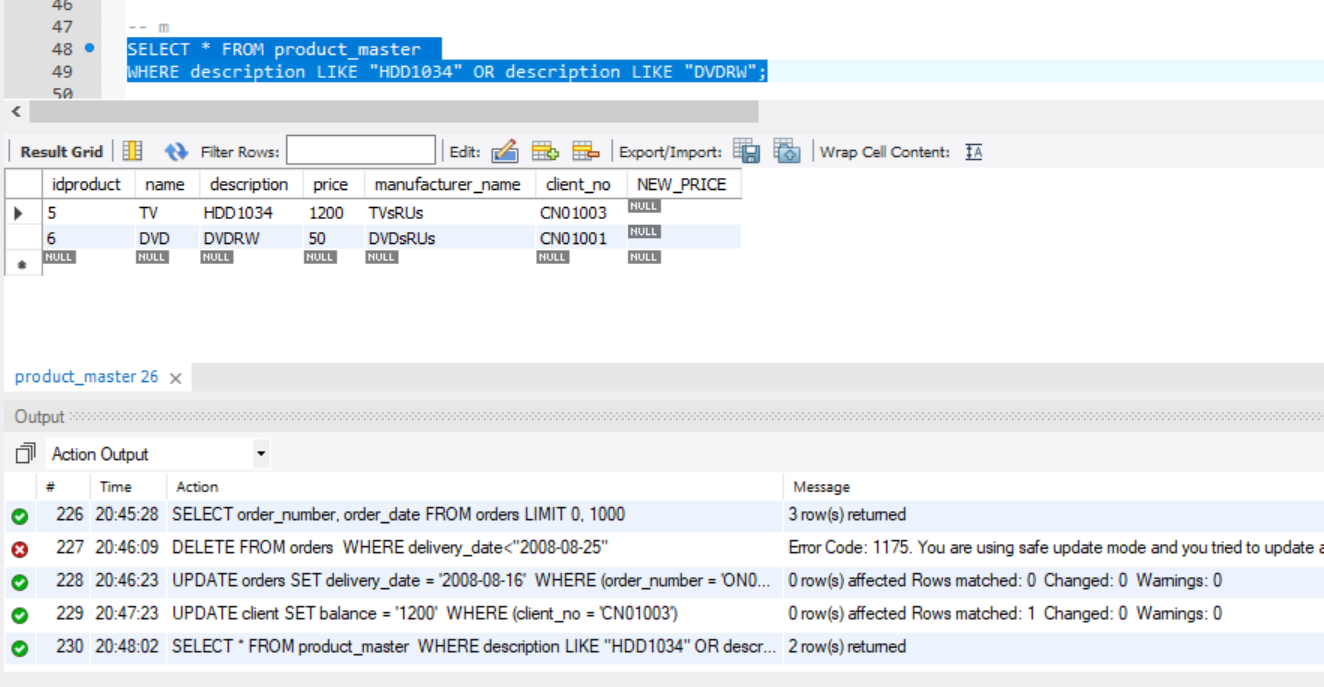 46
47 -- m
48 SELECT * FROM product_master
49 WHERE description LIKE "HDD1034" OR description LIKE "DVDRW";
50
<
Result Grid Filter Rows: Edit: Export/Import: Wrap Cell Content: IA
idproduct name description price manufacturer_name client_no NEW_PRICE
5 TV HDD1034 1200 TVsRUs CN01003 NULL
6 DVD DVDRW 50 DVDsRUs CN01001 NULL
* NULL NULL NULL NULL NULL NULL NULL
product_master 26 ×
Output
Action Output
# Time Action Message
226 20:45:28 SELECT order_number, order_date FROM orders LIMIT 0, 1000 3 row(s) returned
227 20:46:09 DELETE FROM orders WHERE delivery_date<"2008-08-25" Error Code: 1175. You are using safe update mode and you tried to update a
228 20:46:23 UPDATE orders SET delivery_date = '2008-08-16' WHERE (order_number = 'ON0... 0 row(s) affected Rows matched: 0 Changed: 0 Warnings: 0
229 20:47:23 UPDATE client SET balance = '1200' WHERE (client_no = 'CN01003') 0 row(s) affected Rows matched: 1 Changed: 0 Warnings: 0
230 20:48:02 SELECT * FROM product_master WHERE description LIKE "HDD1034" OR descr... 2 row(s) returned